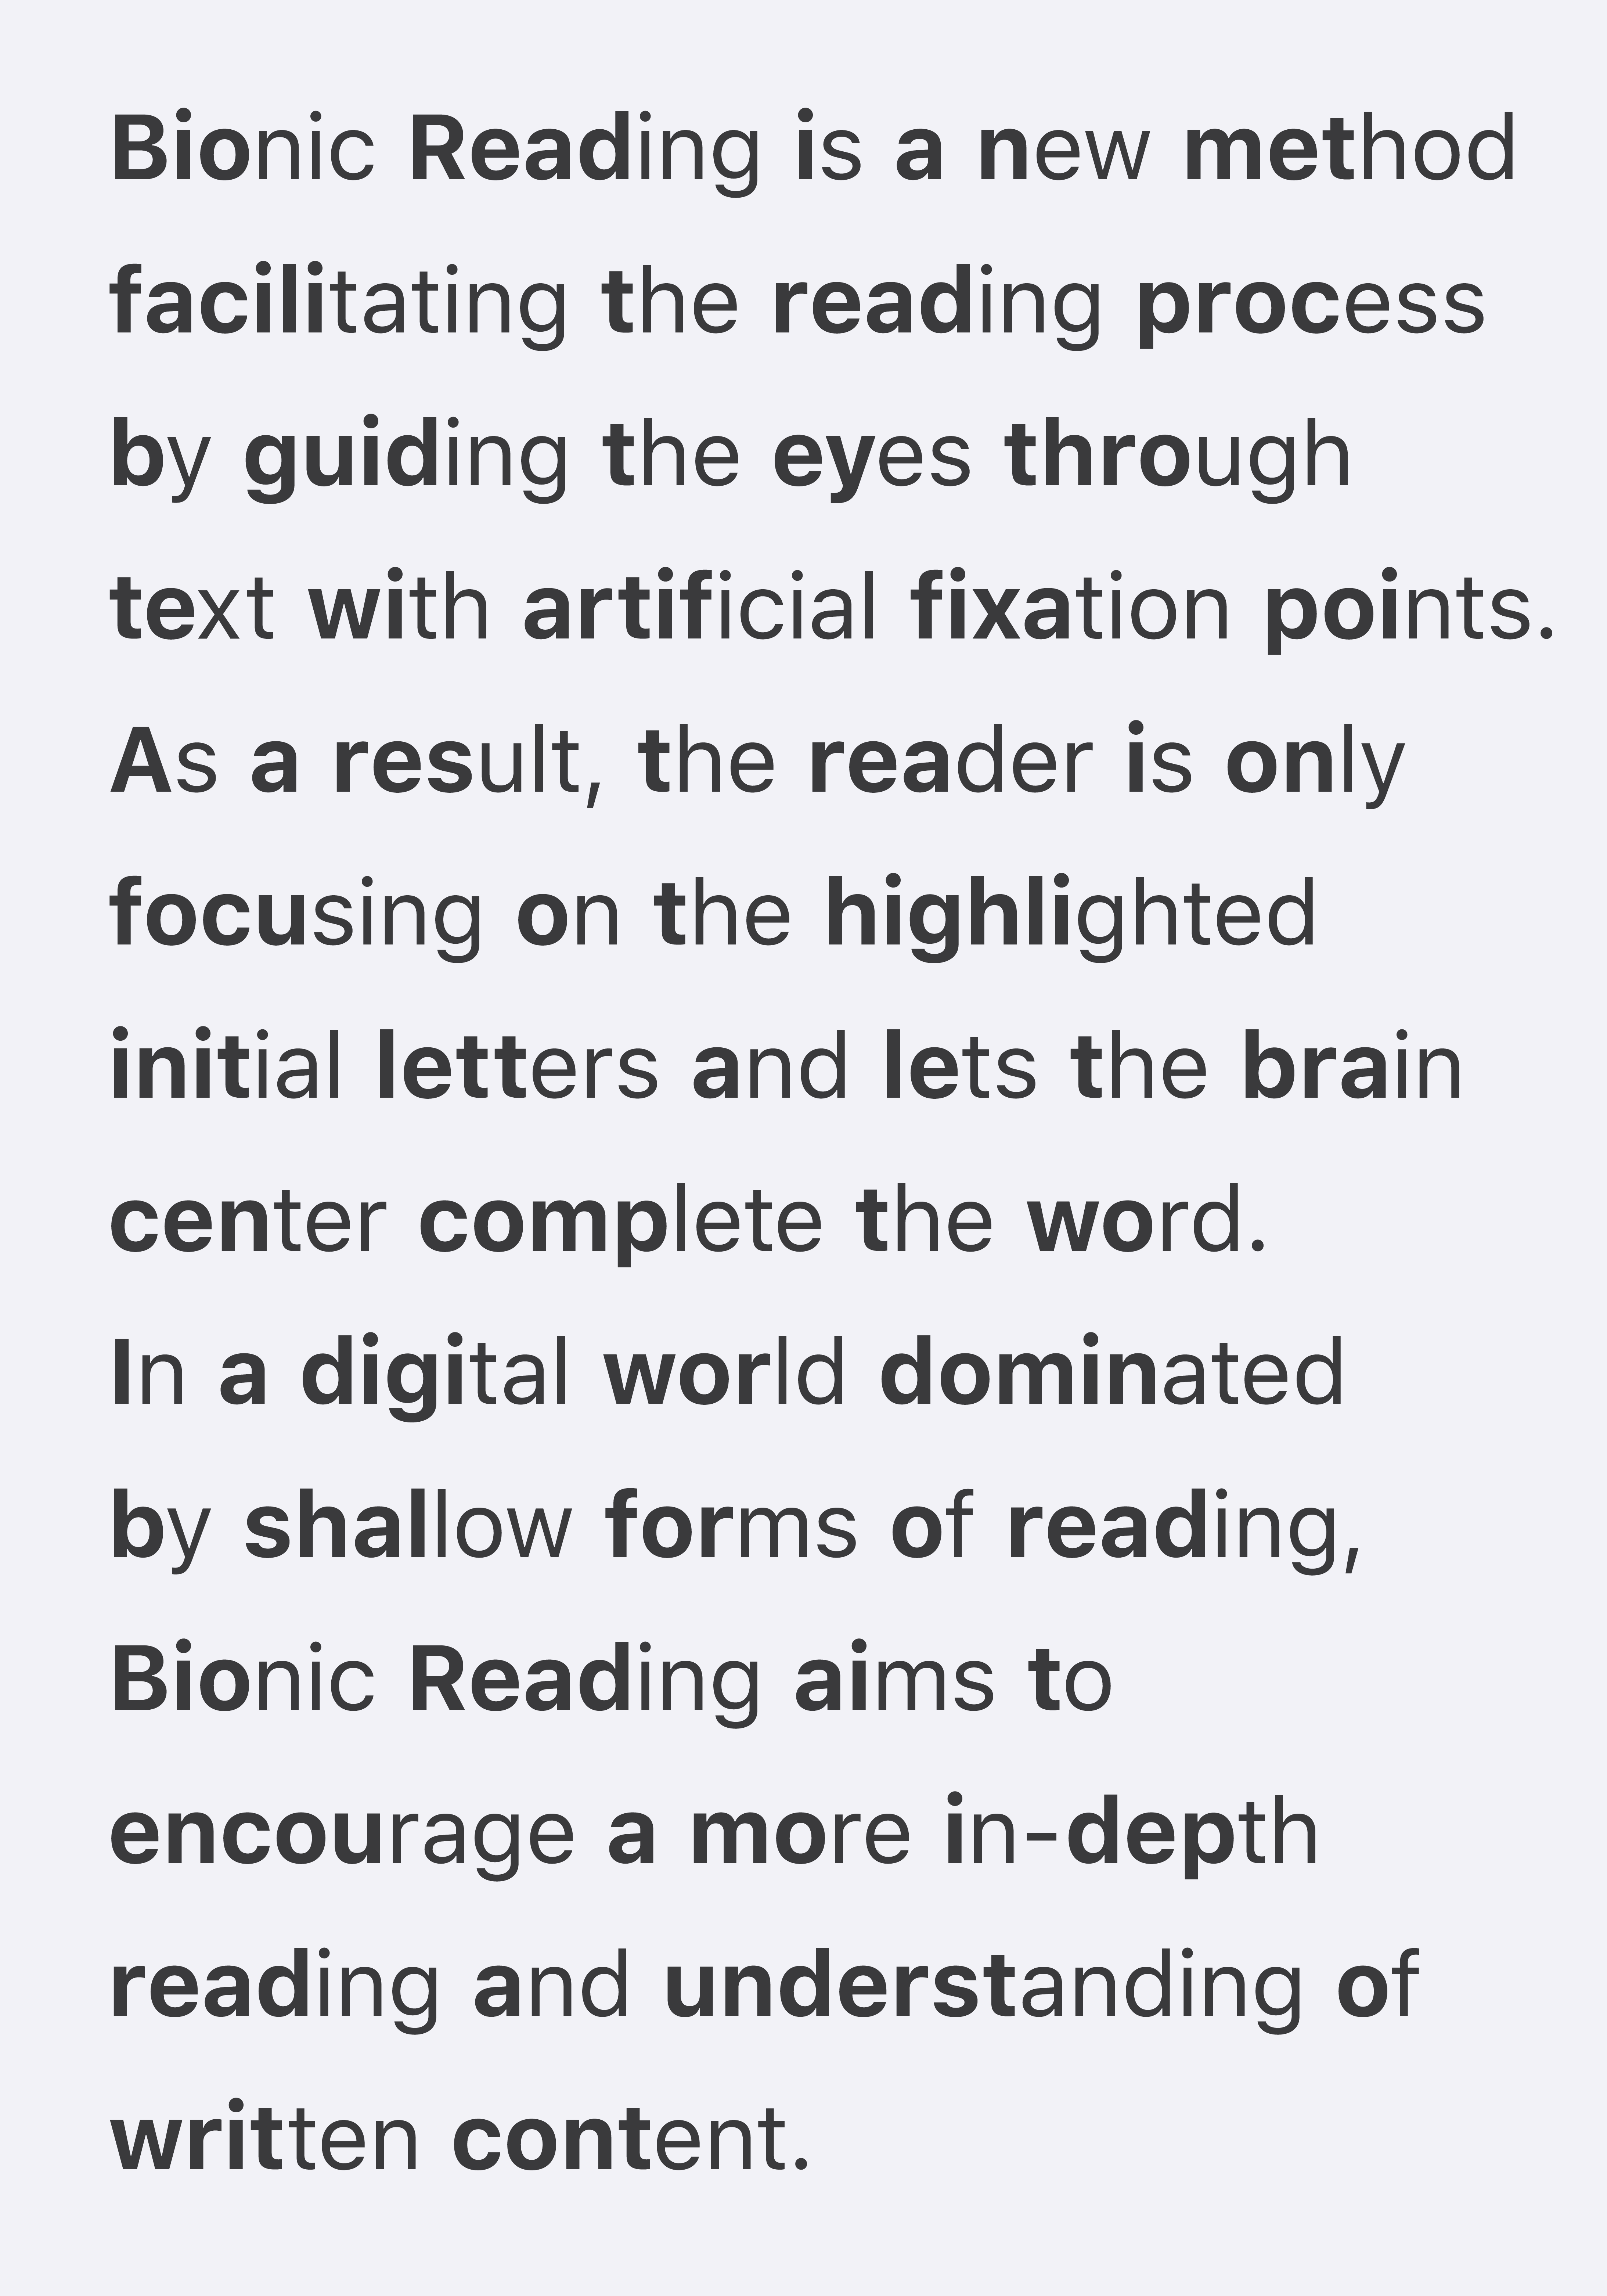 Bionic Reading is a new method
facilitating the reading process
by guiding the eyes through
text with artificial fixation points.
As a result, the reader is only
focusing on the highlighted
initial letters and lets the brain
center complete the word.
In a digital world dominated
by shallow forms of reading,
Bionic Reading aims to
encourage a more in-depth
reading and understanding of
written content.